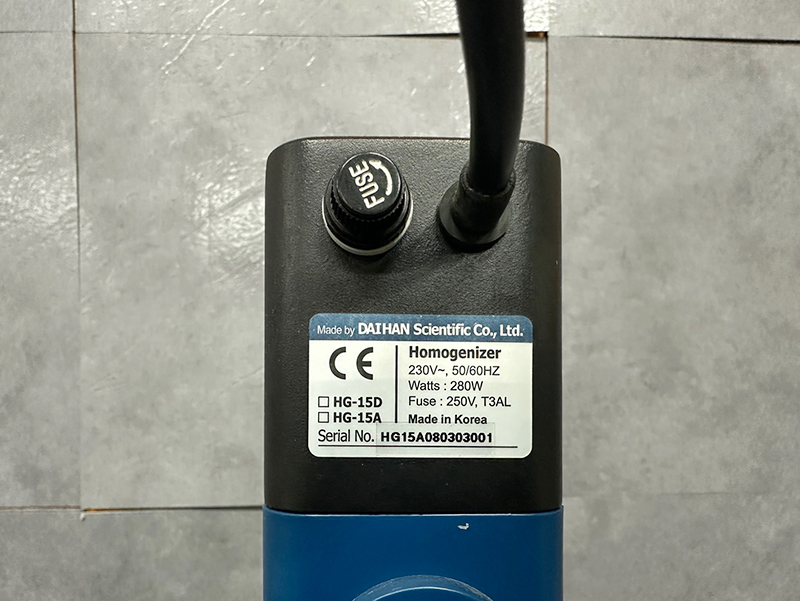 FUSE
Made by DAIHAN Scientific Co., Ltd.
CE
Homogenizer
230V~, 50/60HZ
Watts : 280W
Fuse : 250V, T3AL
Made in Korea
☐ HG-15D
☐ HG-15A
Serial No. HG15A080303001